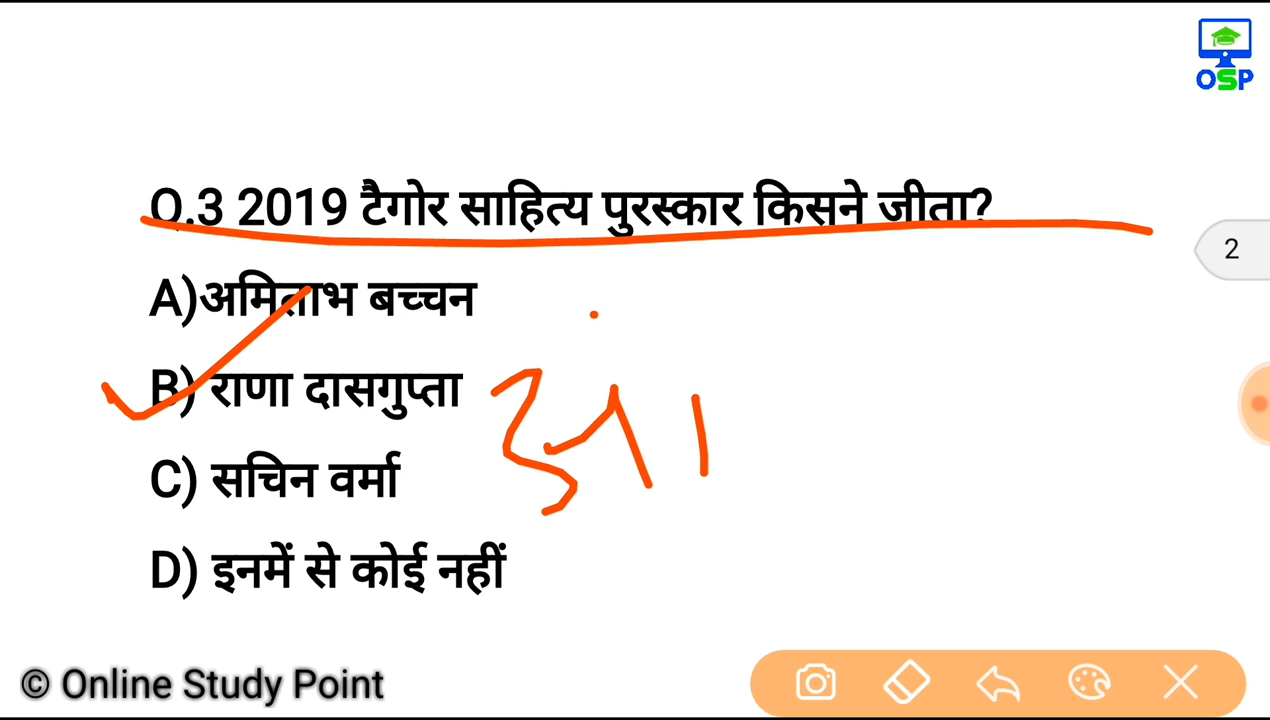 OSP
Q.3 2019 टैगोर साहित्य पुरस्कार किसने जीता?
2
A)अमिताभ बच्चन
B) राणा दासगुप्ता
C) सचिन वर्मा
D) इनमें से कोई नहीं
© Online Study Point